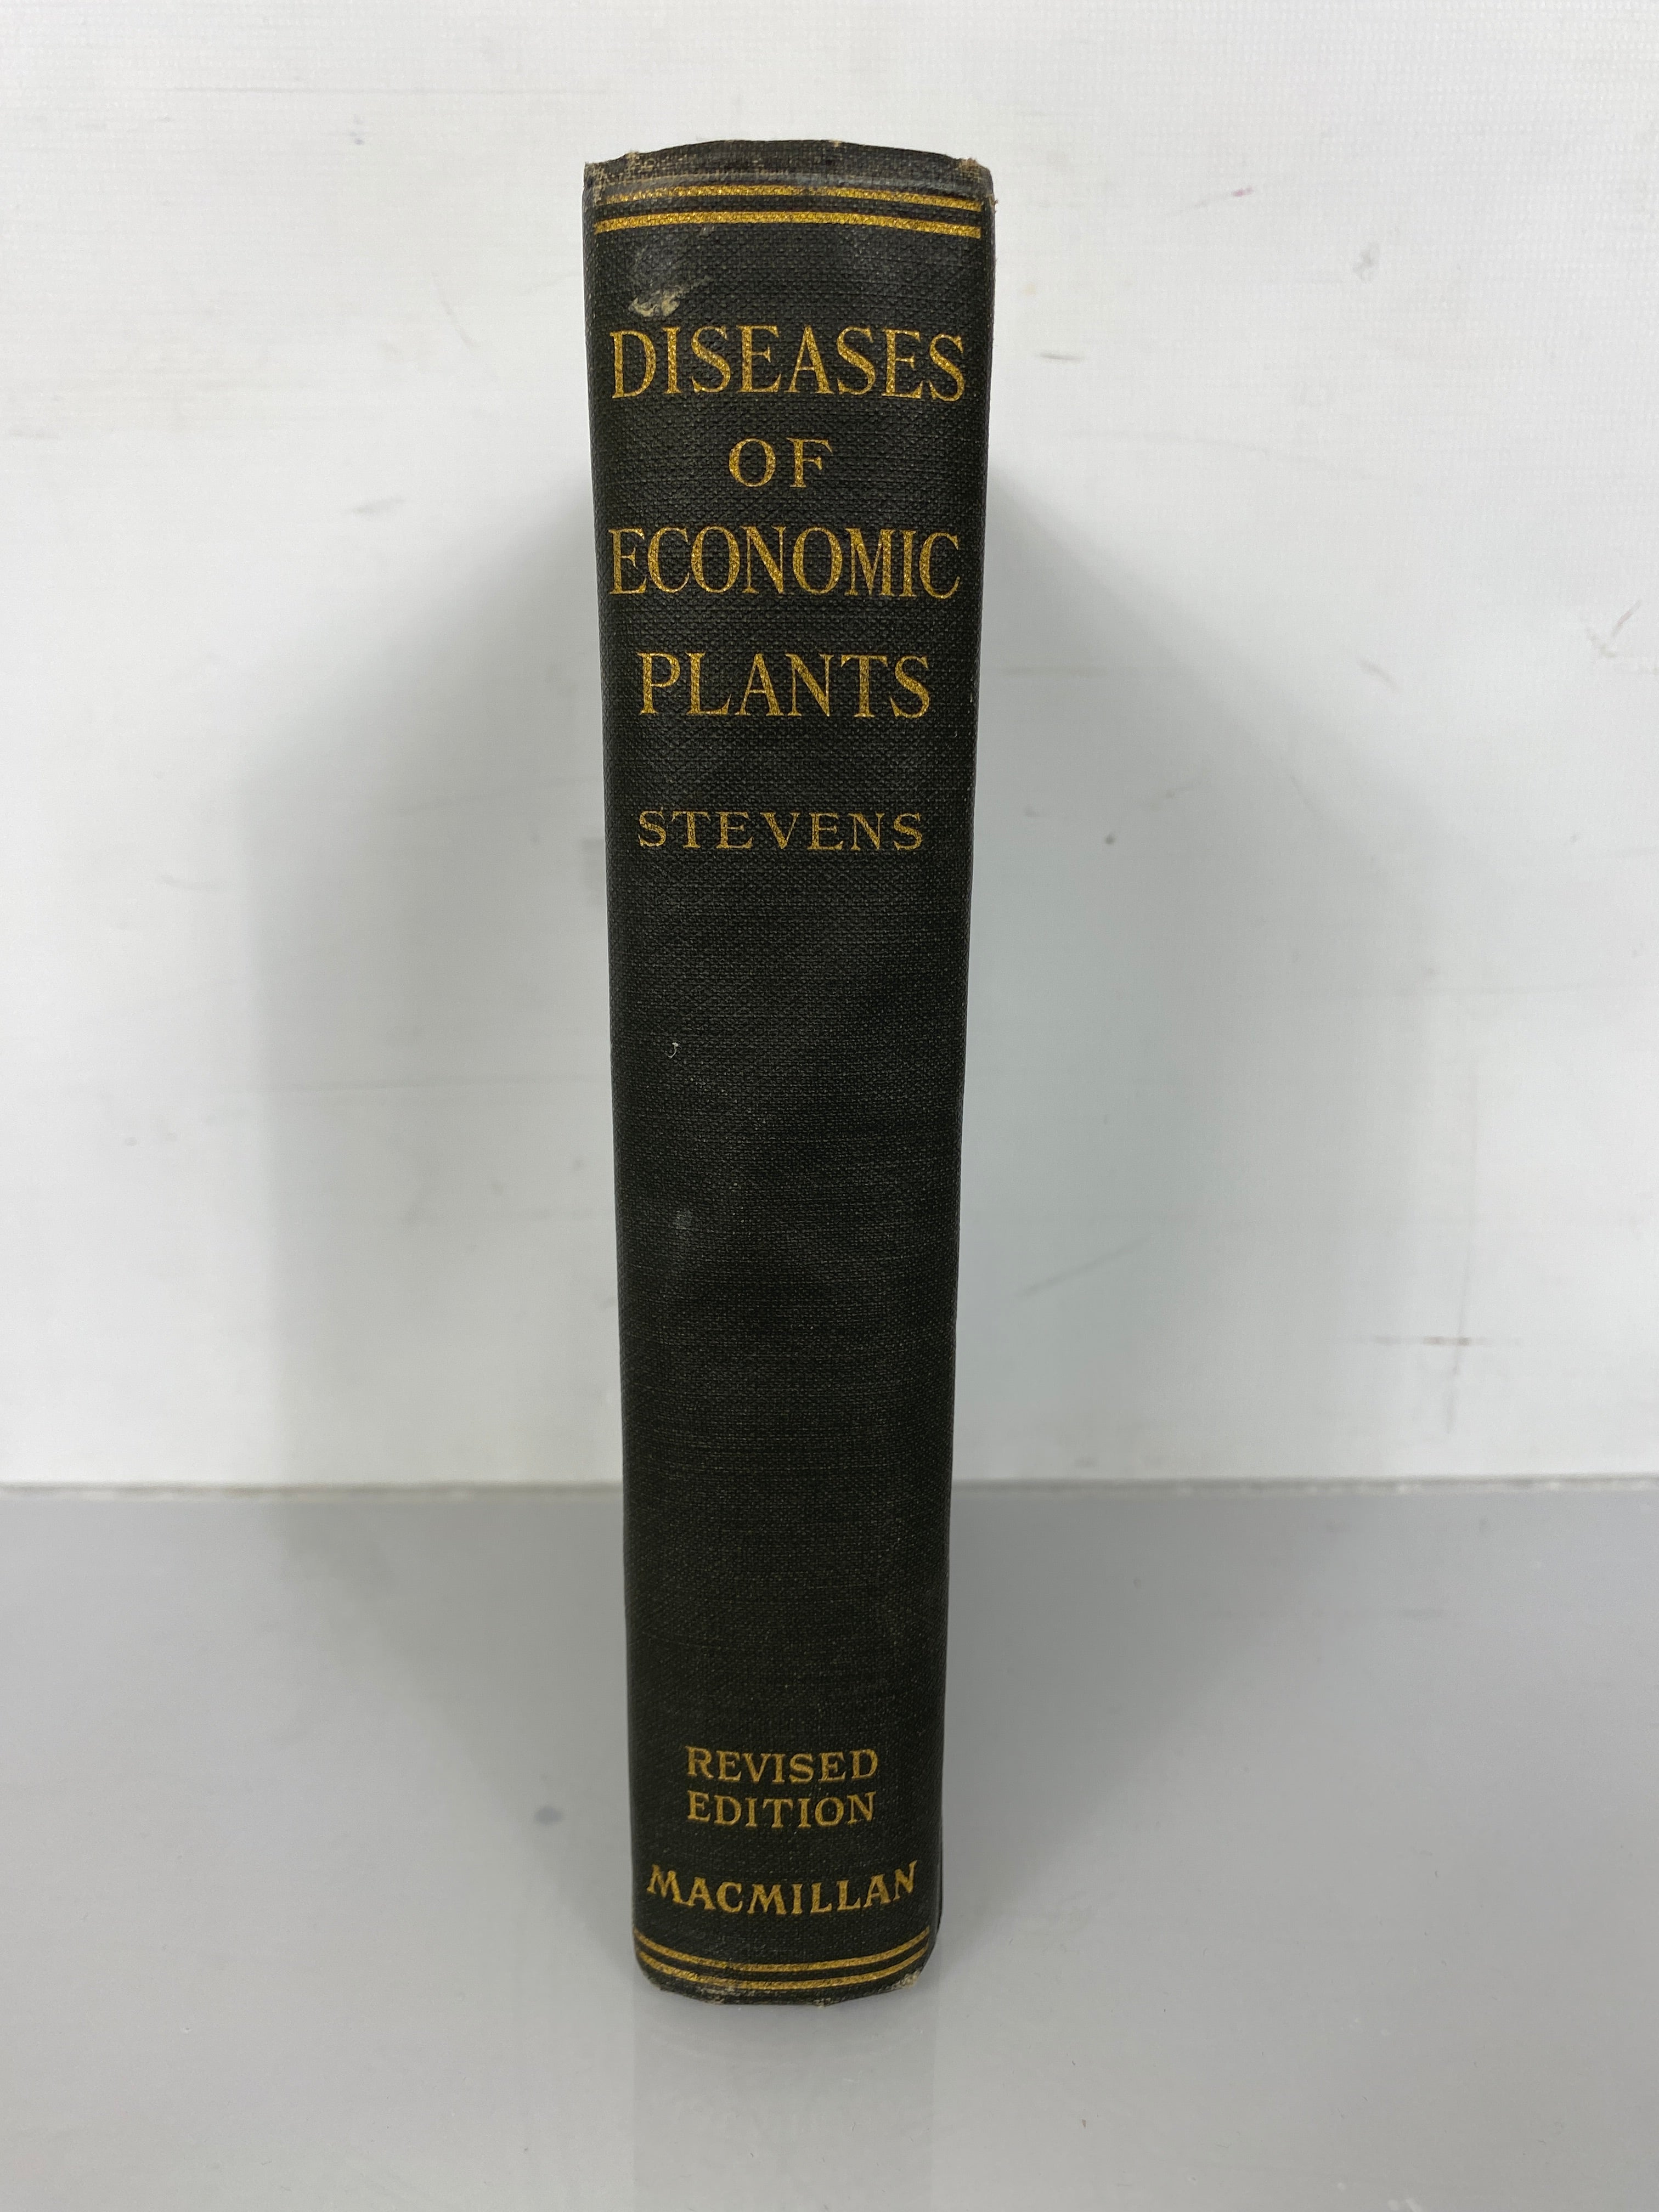 DISEASES
OF
ECONOMIC
PLANTS
STEVENS
REVISED
EDITION
MACMILLAN